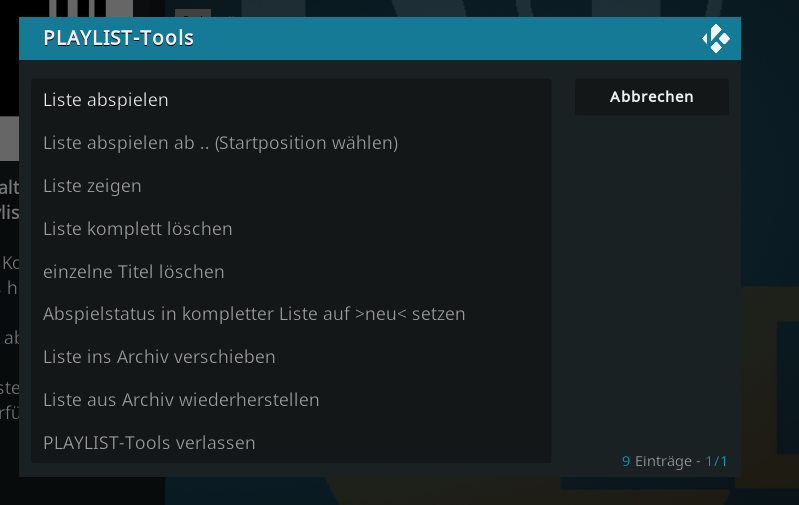 PLAYLIST-Tools
Liste abspielen
Abbrechen
Liste abspielen ab .. (Startposition wählen)
Liste zeigen
Liste komplett löschen
einzelne Titel löschen
Abspielstatus in kompletter Liste auf >neu< setzen
Liste ins Archiv verschieben
Liste aus Archiv wiederherstellen
PLAYLIST-Tools verlassen
9 Einträge - 1/1